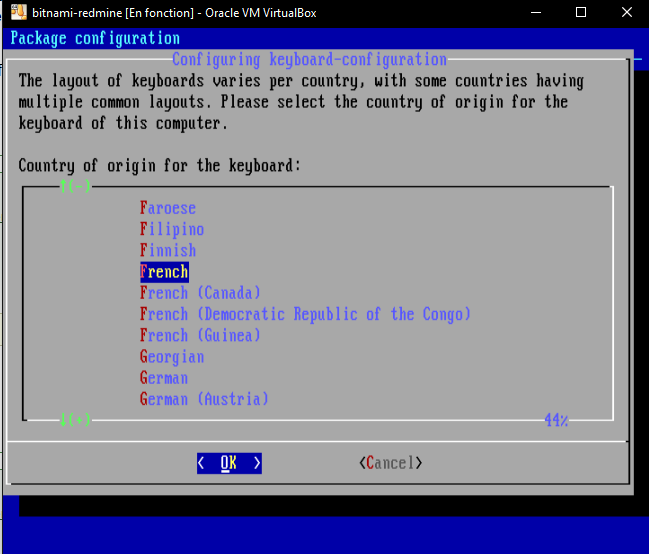 bitnami-redmine [En fonction] - Oracle VM VirtualBox
Package configuration
Configuring keyboard-configuration
The layout of keyboards varies per country, with some countries having
multiple common layouts. Please select the country of origin for the
keyboard of this computer.
Country of origin for the keyboard:
↑(-)
Faroese
Filipino
Finnish
French
French (Canada)
French (Democratic Republic of the Congo)
French (Guinea)
Georgian
German
German (Austria)
↓(+) 44%
< OK > <Cancel>